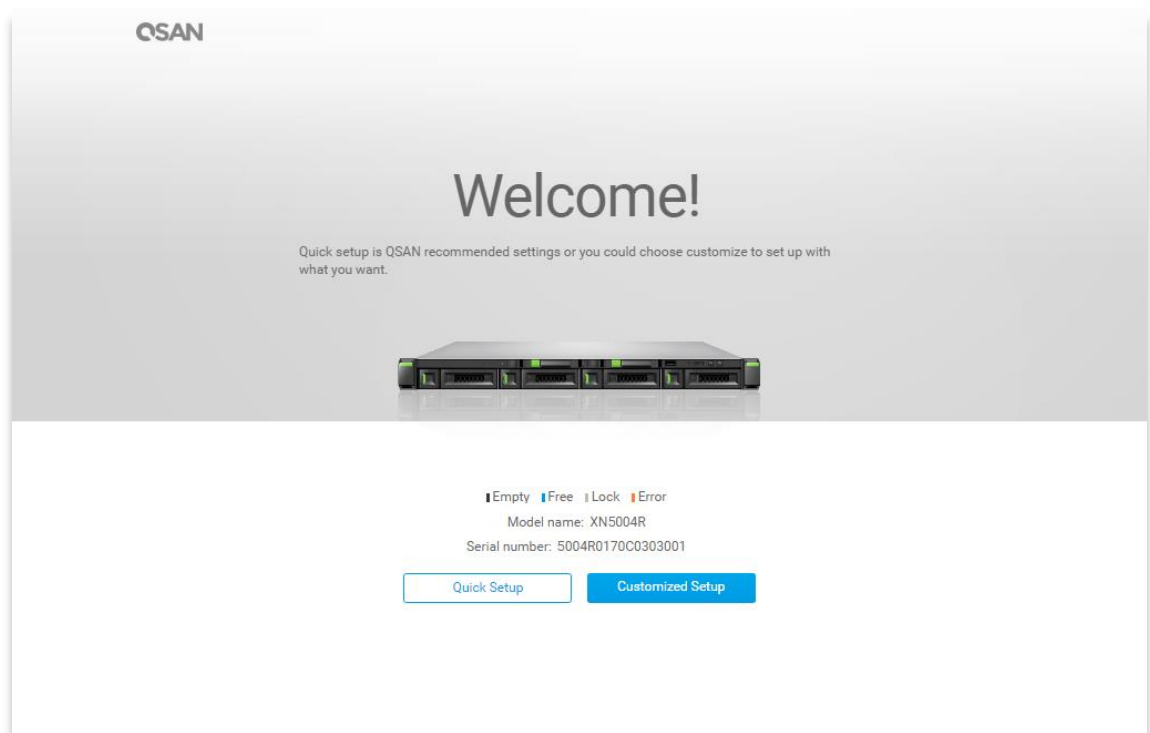 QSAN
Welcome!
Quick setup is QSAN recommended settings or you could choose customize to set up with
what you want.
Empty Free Lock Error
Model name: XN5004R
Serial number: 5004R0170C0303001
Quick Setup Customized Setup